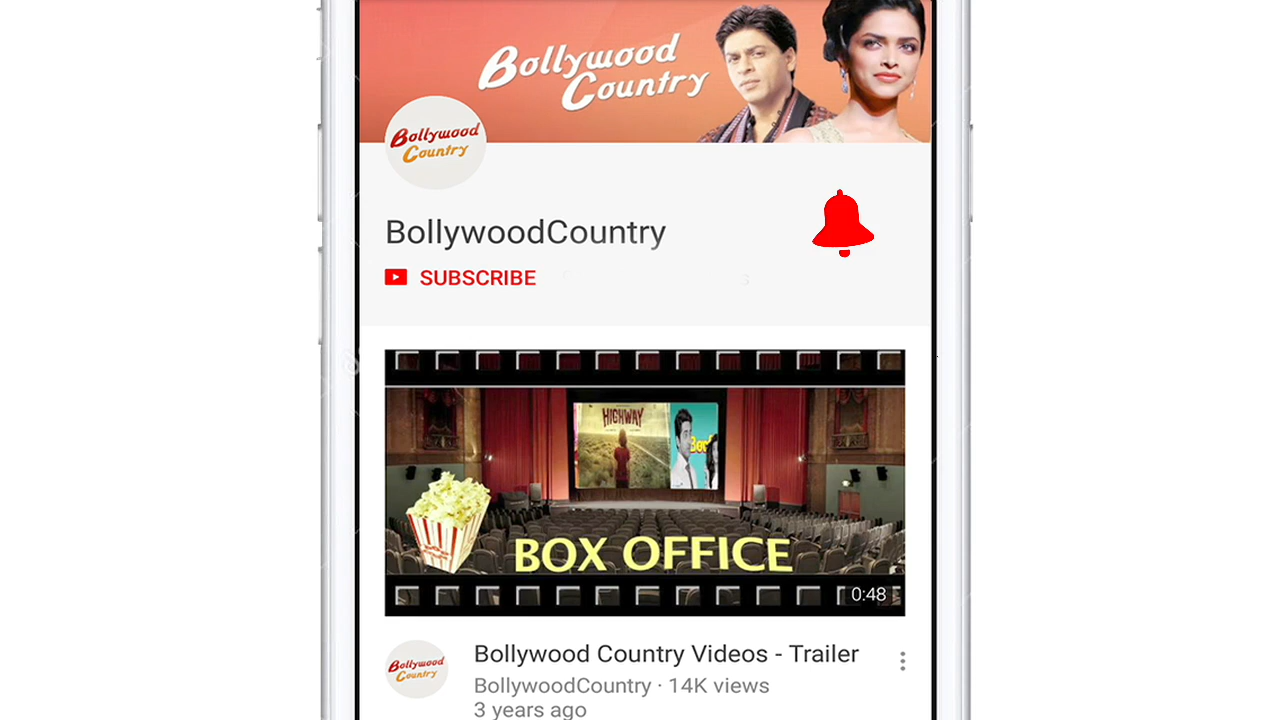 Bollywood
Country
Bollywood
Country
BollywoodCountry
SUBSCRIBE
HIGHWAY
BOX OFFICE
0:48
Bollywood
Country
Bollywood Country Videos - Trailer
BollywoodCountry · 14K views
3 years ago